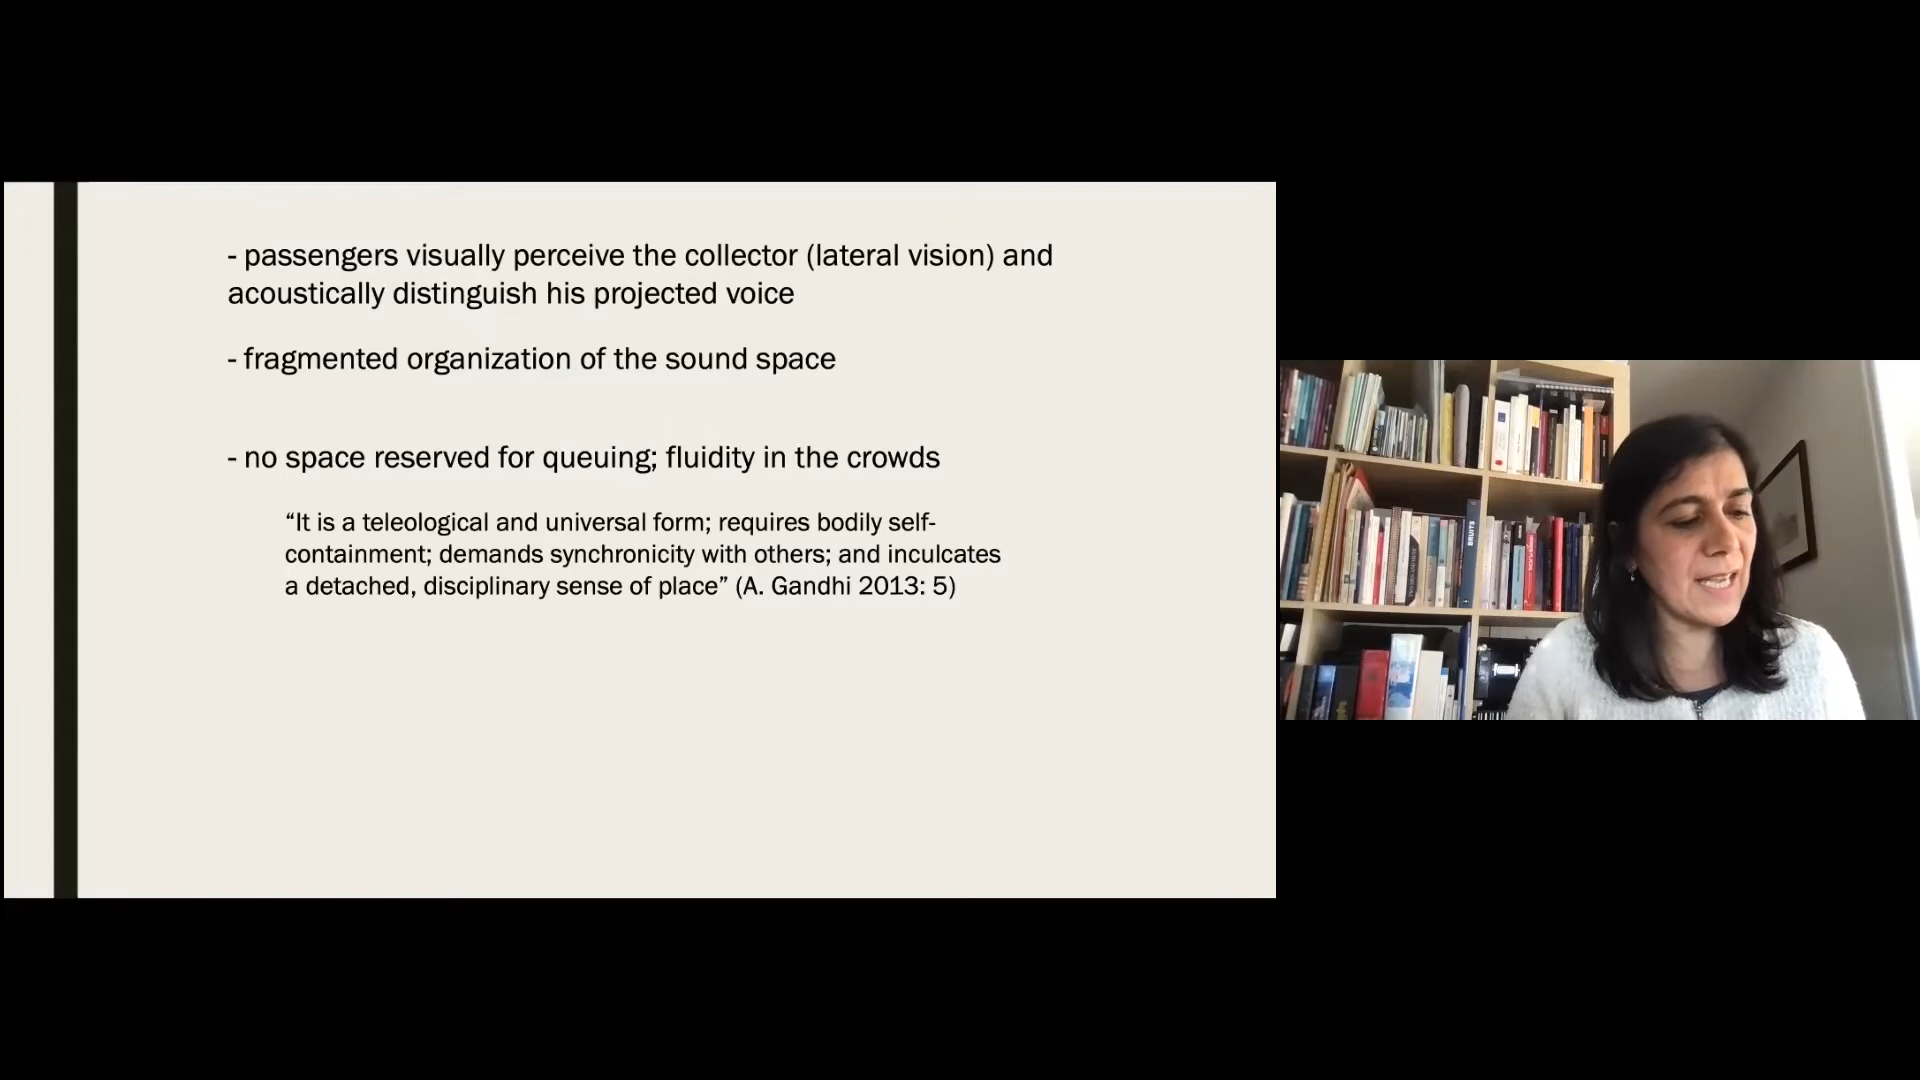 - passengers visually perceive the collector (lateral vision) and
acoustically distinguish his projected voice
- fragmented organization of the sound space
- no space reserved for queuing; fluidity in the crowds
“It is a teleological and universal form; requires bodily self-
containment; demands synchronicity with others; and inculcates
a detached, disciplinary sense of place” (A. Gandhi 2013: 5)
BRUITS